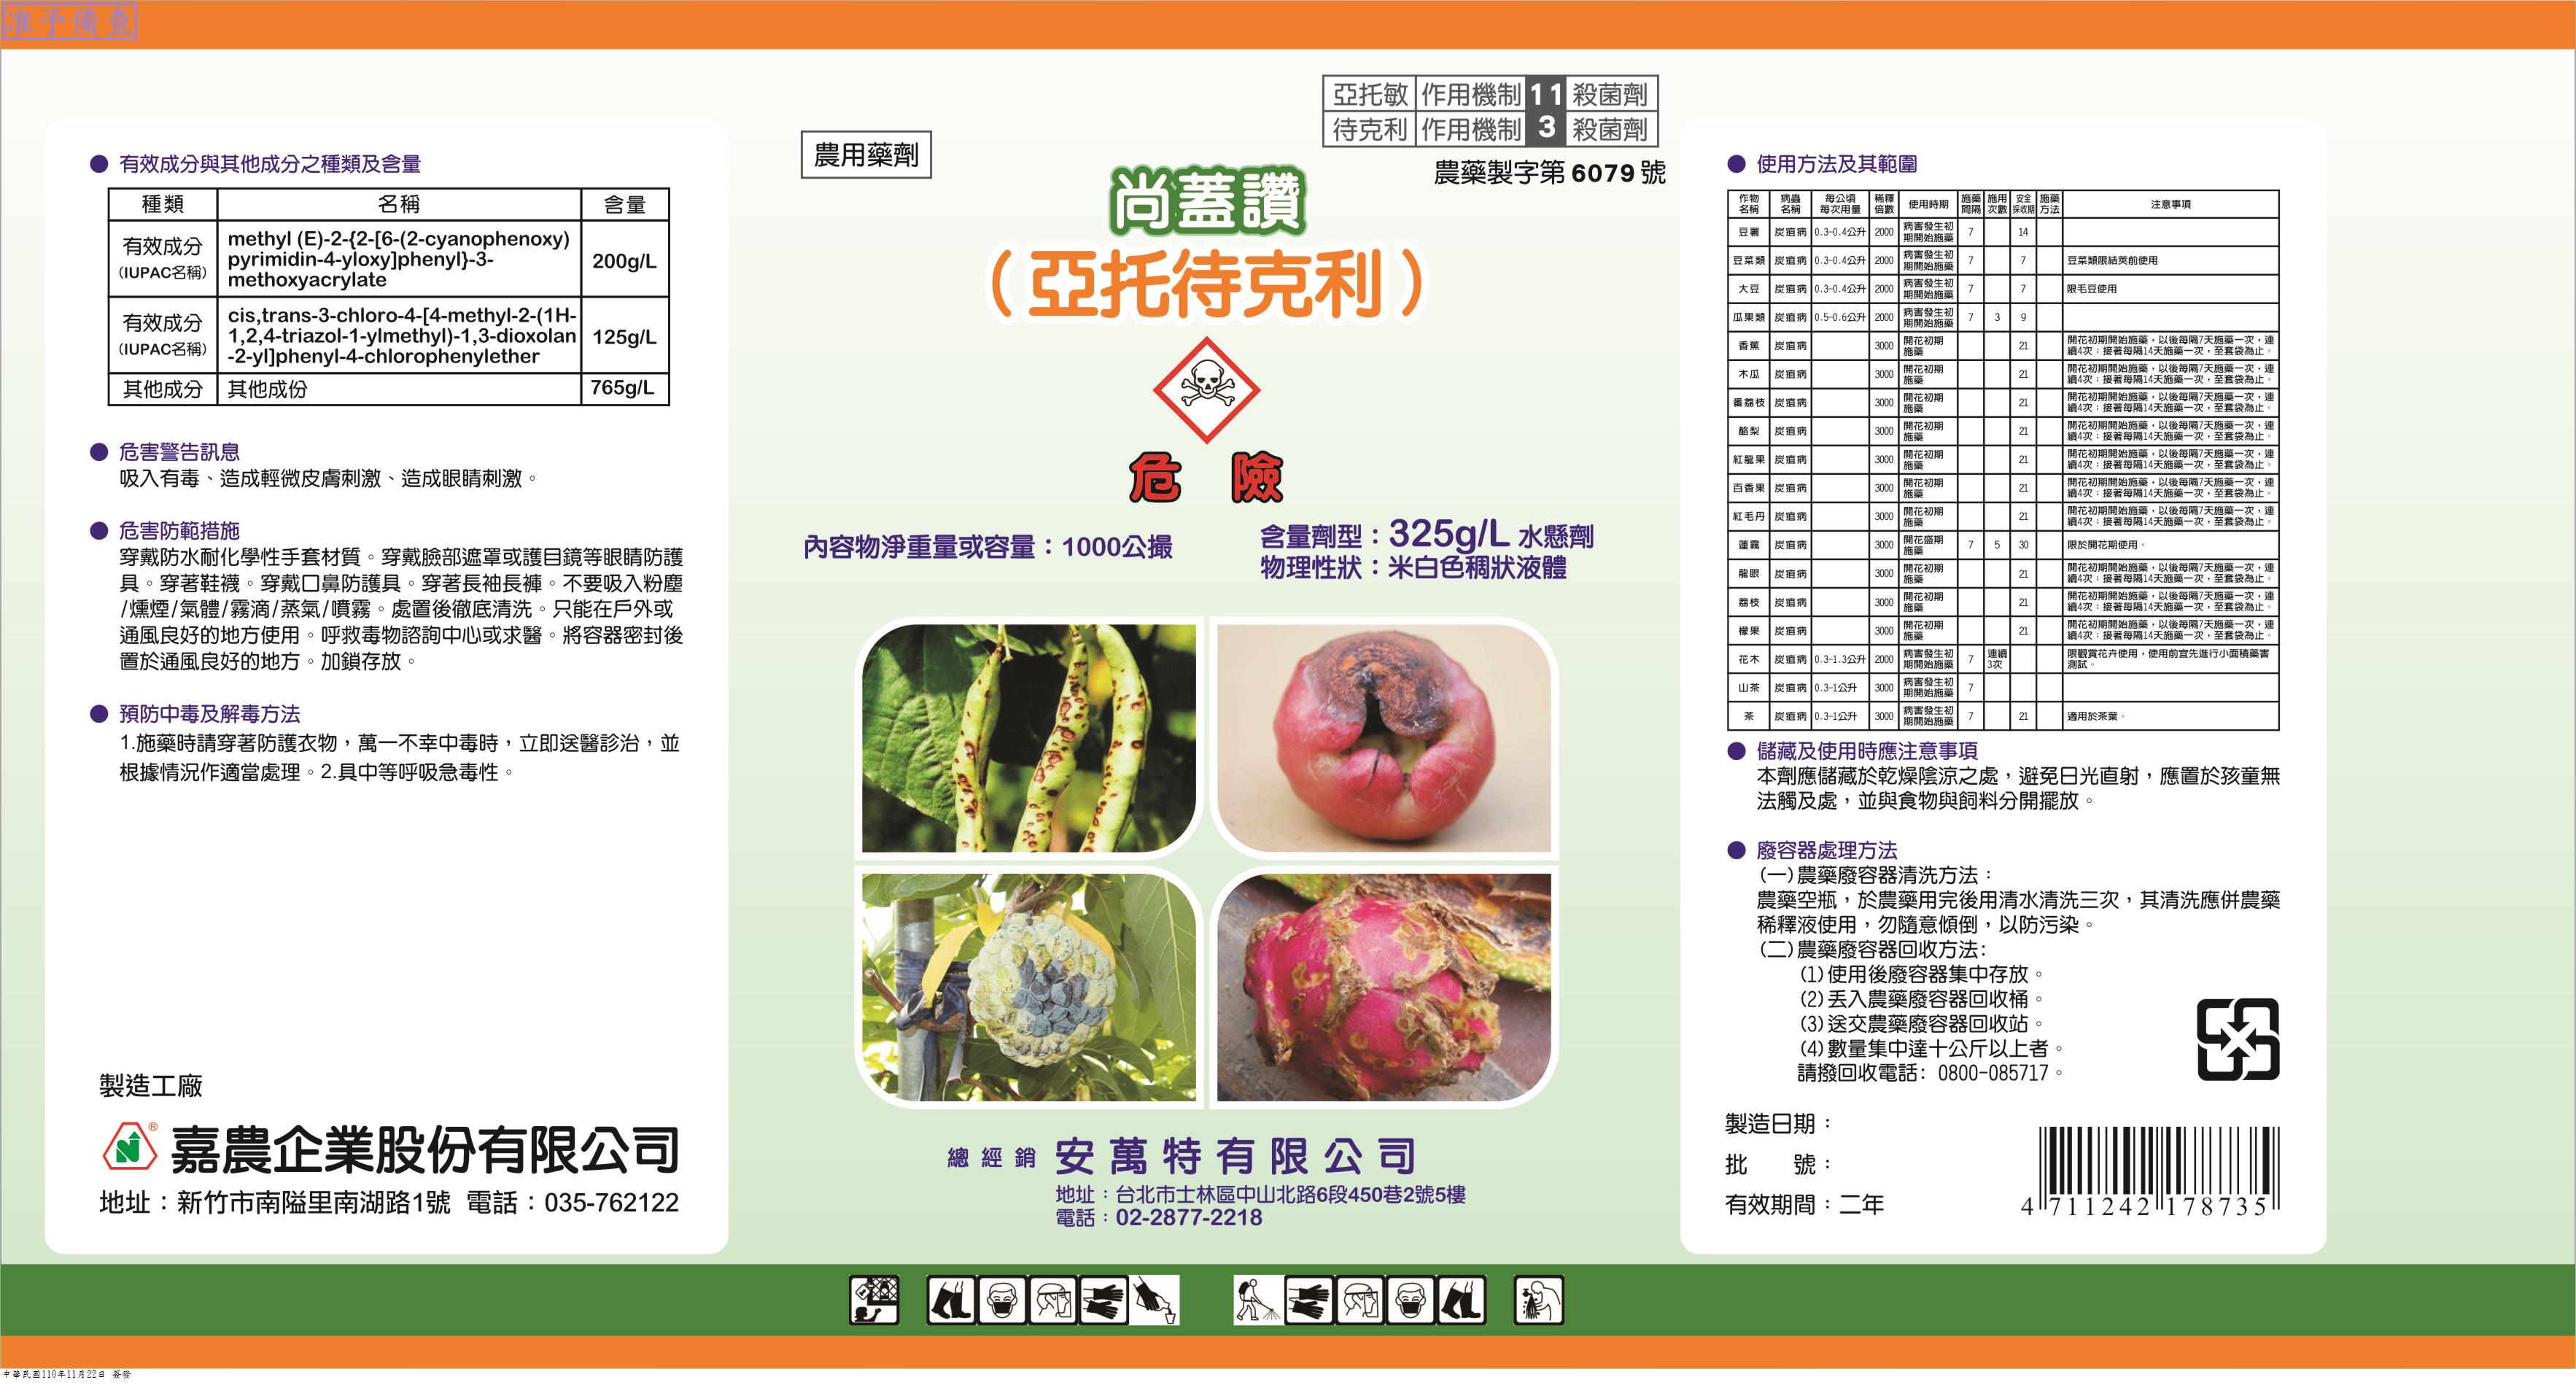 准予備查
● 有效成分與其他成分之種類及含量
種類 名稱 含量
有效成分 (IUPAC名稱) methyl (E)-2-{2-[6-(2-cyanophenoxy)
pyrimidin-4-yloxy]phenyl}-3-
methoxyacrylate 200g/L
有效成分 (IUPAC名稱) cis,trans-3-chloro-4-[4-methyl-2-(1H-
1,2,4-triazol-1-ylmethyl)-1,3-dioxolan
-2-yl]phenyl-4-chlorophenylether 125g/L
其他成分 其他成份 765g/L
● 危害警告訊息
吸入有毒、造成輕微皮膚刺激、造成眼睛刺激。
● 危害防範措施
穿戴防水耐化學性手套材質。穿戴臉部遮罩或護目鏡等眼睛防護
具。穿著鞋襪。穿戴口鼻防護具。穿著長袖長褲。不要吸入粉塵
/燻煙/氣體/霧滴/蒸氣/噴霧。處置後徹底清洗。只能在戶外或
通風良好的地方使用。呼救毒物諮詢中心或求醫。將容器密封後
置於通風良好的地方。加鎖存放。
● 預防中毒及解毒方法
1.施藥時請穿著防護衣物，萬一不幸中毒時，立即送醫診治，並
根據情況作適當處理。2.具中等呼吸急毒性。
製造工廠
® 嘉農企業股份有限公司
地址：新竹市南隘里南湖路1號 電話：035-762122
農用藥劑
亞托敏 作用機制 11 殺菌劑
待克利 作用機制 3 殺菌劑
農藥製字第 6079 號
尚蓋讚
（亞托待克利）
危 險
內容物淨重量或容量：1000公撮
含量劑型：325g/L 水懸劑
物理性狀：米白色稠狀液體
總經銷 安萬特有限公司
地址：台北市士林區中山北路6段450巷2號5樓
電話：02-2877-2218
● 使用方法及其範圍
作物名稱 病蟲名稱 每公頃每次用量 稀釋倍數 使用時期 施藥間隔 施用次數 安全採收期 施藥方法 注意事項
豆薯 炭疽病 0.3-0.4公升 2000 病害發生初期開始施藥 7 14
豆菜類 炭疽病 0.3-0.4公升 2000 病害發生初期開始施藥 7 7 豆菜類限結莢前使用
大豆 炭疽病 0.3-0.4公升 2000 病害發生初期開始施藥 7 7 限毛豆使用
瓜果類 炭疽病 0.5-0.6公升 2000 病害發生初期開始施藥 7 3 9
香蕉 炭疽病 3000 開花初期施藥 21 開花初期開始施藥，以後每隔7天施藥一次，連續4次；接著每隔14天施藥一次，至套袋為止。
木瓜 炭疽病 3000 開花初期施藥 21 開花初期開始施藥，以後每隔7天施藥一次，連續4次；接著每隔14天施藥一次，至套袋為止。
番荔枝 炭疽病 3000 開花初期施藥 21 開花初期開始施藥，以後每隔7天施藥一次，連續4次；接著每隔14天施藥一次，至套袋為止。
酪梨 炭疽病 3000 開花初期施藥 21 開花初期開始施藥，以後每隔7天施藥一次，連續4次；接著每隔14天施藥一次，至套袋為止。
紅龍果 炭疽病 3000 開花初期施藥 21 開花初期開始施藥，以後每隔7天施藥一次，連續4次；接著每隔14天施藥一次，至套袋為止。
百香果 炭疽病 3000 開花初期施藥 21 開花初期開始施藥，以後每隔7天施藥一次，連續4次；接著每隔14天施藥一次，至套袋為止。
紅毛丹 炭疽病 3000 開花初期施藥 21 開花初期開始施藥，以後每隔7天施藥一次，連續4次；接著每隔14天施藥一次，至套袋為止。
蓮霧 炭疽病 3000 開花盛期施藥 7 5 30 限於開花期使用。
龍眼 炭疽病 3000 開花初期施藥 21 開花初期開始施藥，以後每隔7天施藥一次，連續4次；接著每隔14天施藥一次，至套袋為止。
荔枝 炭疽病 3000 開花初期施藥 21 開花初期開始施藥，以後每隔7天施藥一次，連續4次；接著每隔14天施藥一次，至套袋為止。
檬果 炭疽病 3000 開花初期施藥 21 開花初期開始施藥，以後每隔7天施藥一次，連續4次；接著每隔14天施藥一次，至套袋為止。
花木 炭疽病 0.3-1.3公升 2000 病害發生初期開始施藥 7 連續3次 限觀賞花卉使用，使用前宜先進行小面積藥害測試。
山茶 炭疽病 0.3-1公升 3000 病害發生初期開始施藥 7
茶 炭疽病 0.3-1公升 3000 病害發生初期開始施藥 7 21 適用於茶葉。
● 儲藏及使用時應注意事項
本劑應儲藏於乾燥陰涼之處，避免日光直射，應置於孩童無
法觸及處，並與食物與飼料分開擺放。
● 廢容器處理方法
(一)農藥廢容器清洗方法：
農藥空瓶，於農藥用完後用清水清洗三次，其清洗應併農藥
稀釋液使用，勿隨意傾倒，以防污染。
(二)農藥廢容器回收方法：
(1)使用後廢容器集中存放。
(2)丟入農藥廢容器回收桶。
(3)送交農藥廢容器回收站。
(4)數量集中達十公斤以上者。
請撥回收電話: 0800-085717。
製造日期：
批 號：
有效期間：二年
4 711242 178735
中華民國110年11月22日 簽發